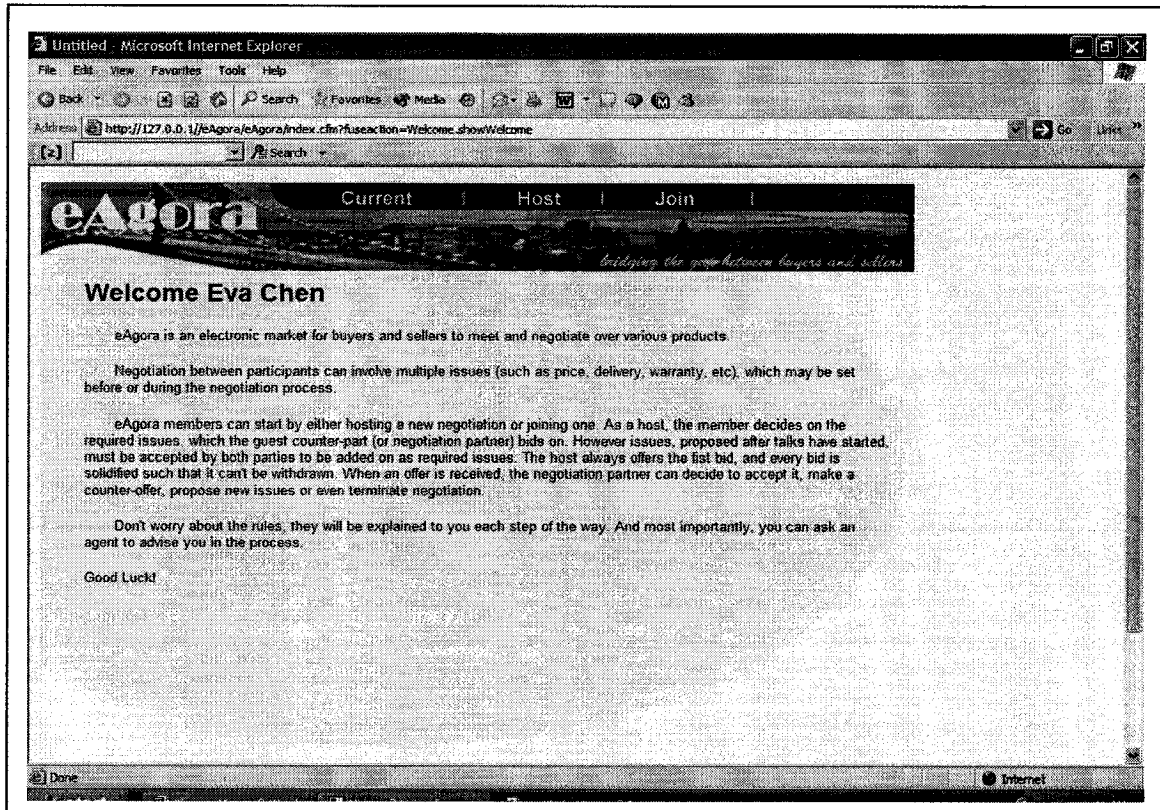 Untitled - Microsoft Internet Explorer
File Edit View Favorites Tools Help
Back Search Favorites Media
Address http://127.0.0.1//eAgora/eAgora/index.cfm?fuseaction=Welcome.showWelcome Go Links »
[z] Search
eAgora Current | Host | Join |
bridging the gap between buyers and sellers
Welcome Eva Chen
eAgora is an electronic market for buyers and sellers to meet and negotiate over various products.
Negotiation between participants can involve multiple issues (such as price, delivery, warranty, etc), which may be set
before or during the negotiation process.
eAgora members can start by either hosting a new negotiation or joining one. As a host, the member decides on the
required issues, which the guest counter-part (or negotiation partner) bids on. However issues, proposed after talks have started,
must be accepted by both parties to be added on as required issues. The host always offers the fist bid, and every bid is
solidified such that it can't be withdrawn. When an offer is received, the negotiation partner can decide to accept it, make a
counter-offer, propose new issues or even terminate negotiation.
Don't worry about the rules, they will be explained to you each step of the way. And most importantly, you can ask an
agent to advise you in the process.
Good Luck!
Done Internet